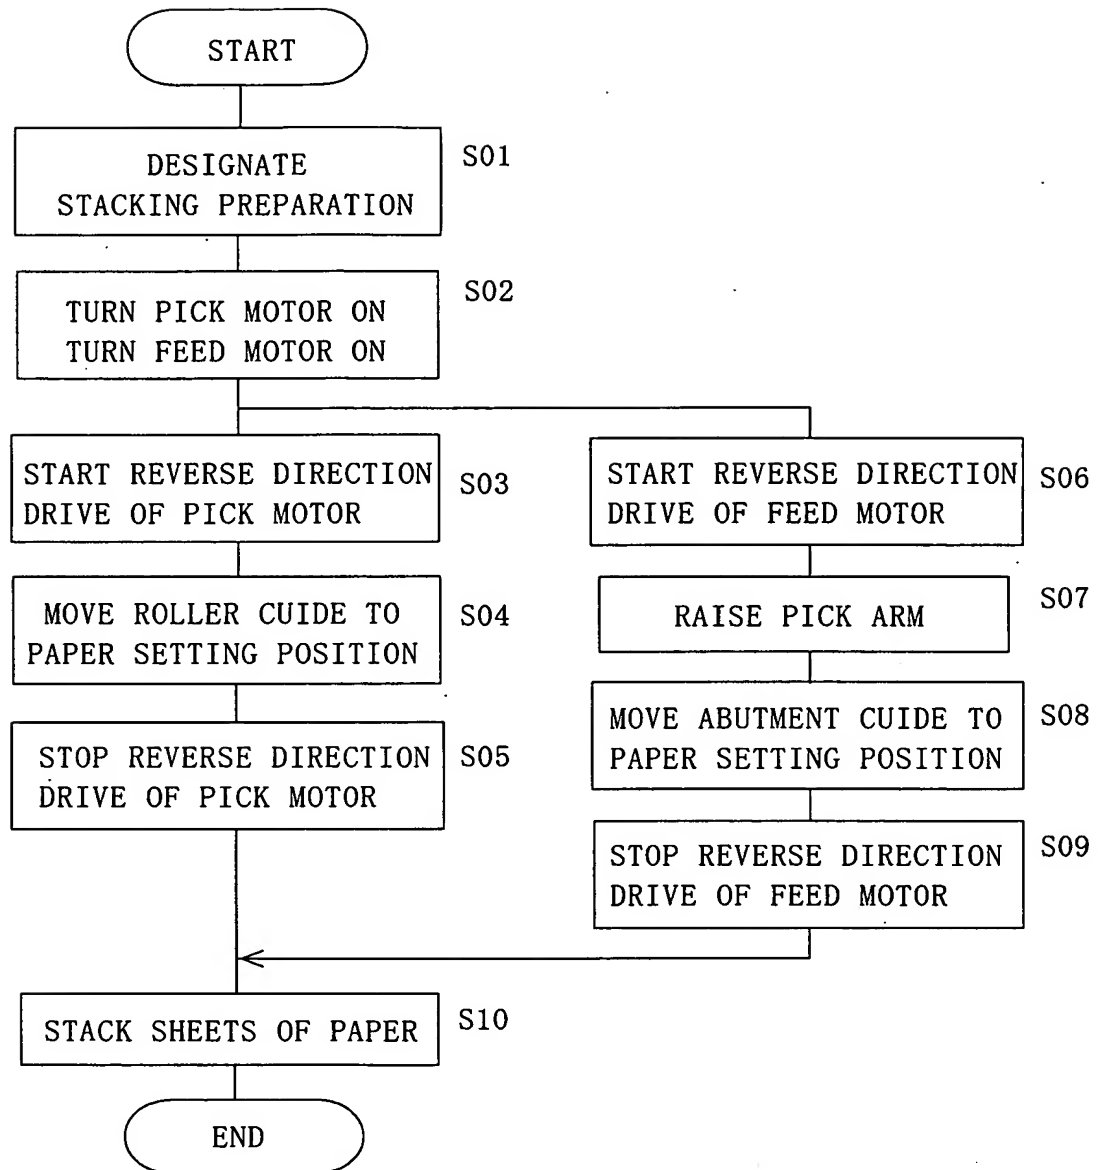 START
DESIGNATE
STACKING PREPARATION
S01
TURN PICK MOTOR ON
TURN FEED MOTOR ON
S02
START REVERSE DIRECTION
DRIVE OF PICK MOTOR
S03
MOVE ROLLER CUIDE TO
PAPER SETTING POSITION
S04
STOP REVERSE DIRECTION
DRIVE OF PICK MOTOR
S05
START REVERSE DIRECTION
DRIVE OF FEED MOTOR
S06
RAISE PICK ARM
S07
MOVE ABUTMENT CUIDE TO
PAPER SETTING POSITION
S08
STOP REVERSE DIRECTION
DRIVE OF FEED MOTOR
S09
STACK SHEETS OF PAPER
S10
END